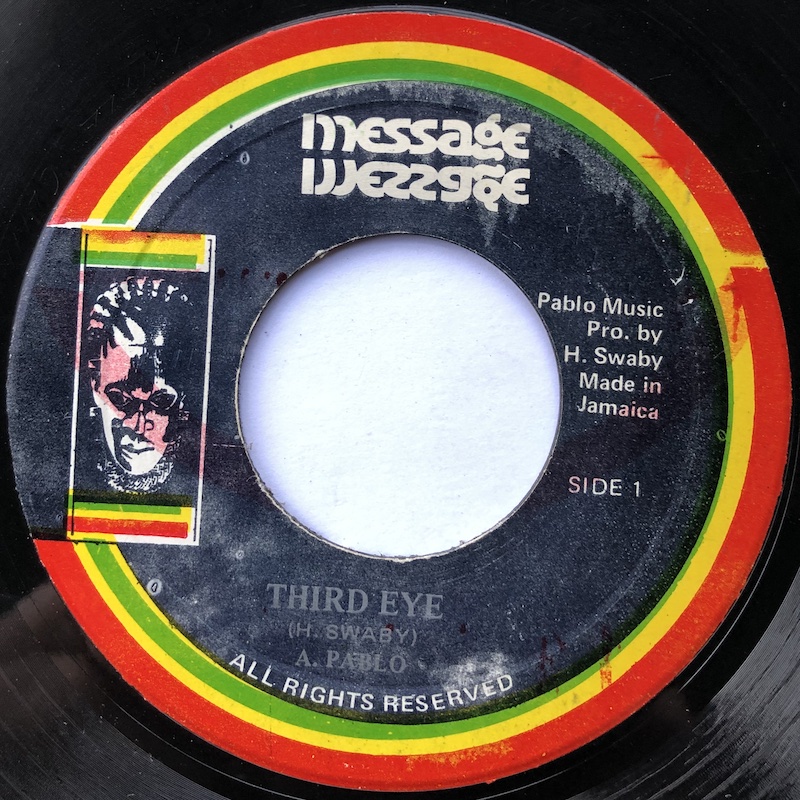 message
message
Pablo Music
Pro. by
H. Swaby
Made in
Jamaica
SIDE 1
THIRD EYE
(H. SWABY)
A. PABLO
ALL RIGHTS RESERVED